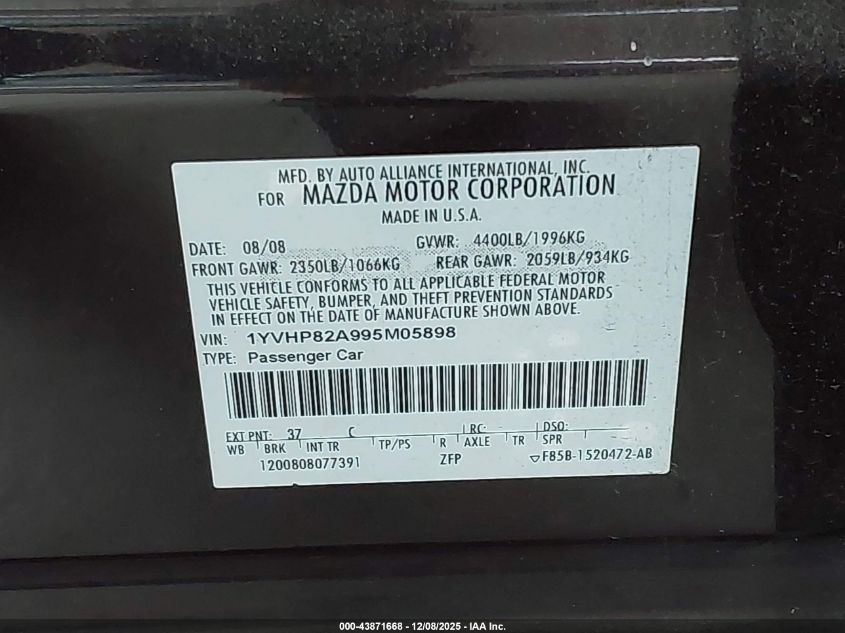 MFD. BY AUTO ALLIANCE INTERNATIONAL, INC.
FOR MAZDA MOTOR CORPORATION
MADE IN U.S.A.
DATE: 08/08 GVWR: 4400LB/1996KG
FRONT GAWR: 2350LB/1066KG REAR GAWR: 2059LB/934KG
THIS VEHICLE CONFORMS TO ALL APPLICABLE FEDERAL MOTOR
VEHICLE SAFETY, BUMPER, AND THEFT PREVENTION STANDARDS
IN EFFECT ON THE DATE OF MANUFACTURE SHOWN ABOVE.
VIN: 1YVHP82A995M05898
TYPE: Passenger Car
EXT PNT: 37 C RC: DSO:
WB BRK INT TR TP/PS R AXLE TR SPR
1200808077391 ZFP ▽F85B-1520472-AB
000-43871668 - 12/08/2025 - IAA Inc.